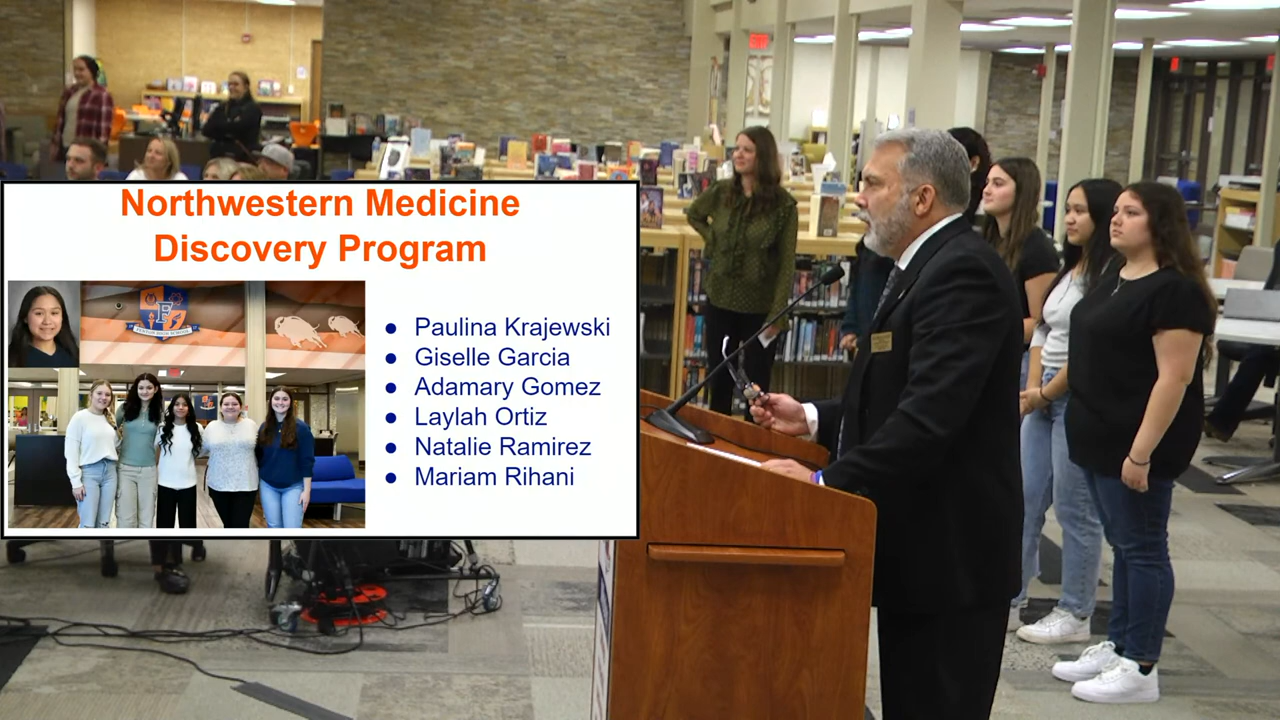 Northwestern Medicine
Discovery Program
F
● Paulina Krajewski
● Giselle Garcia
● Adamary Gomez
● Laylah Ortiz
● Natalie Ramirez
● Mariam Rihani